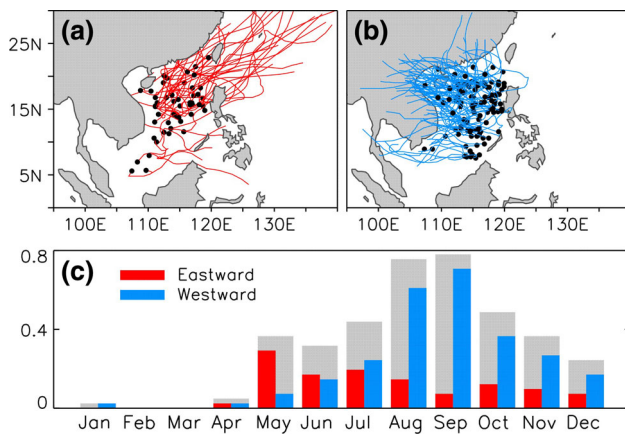 (a)
(b)
25N
15N
5N
100E 110E 120E 130E
100E 110E 120E 130E
(c)
0.8
0.4
0
Eastward
Westward
Jan Feb Mar Apr May Jun Jul Aug Sep Oct Nov Dec